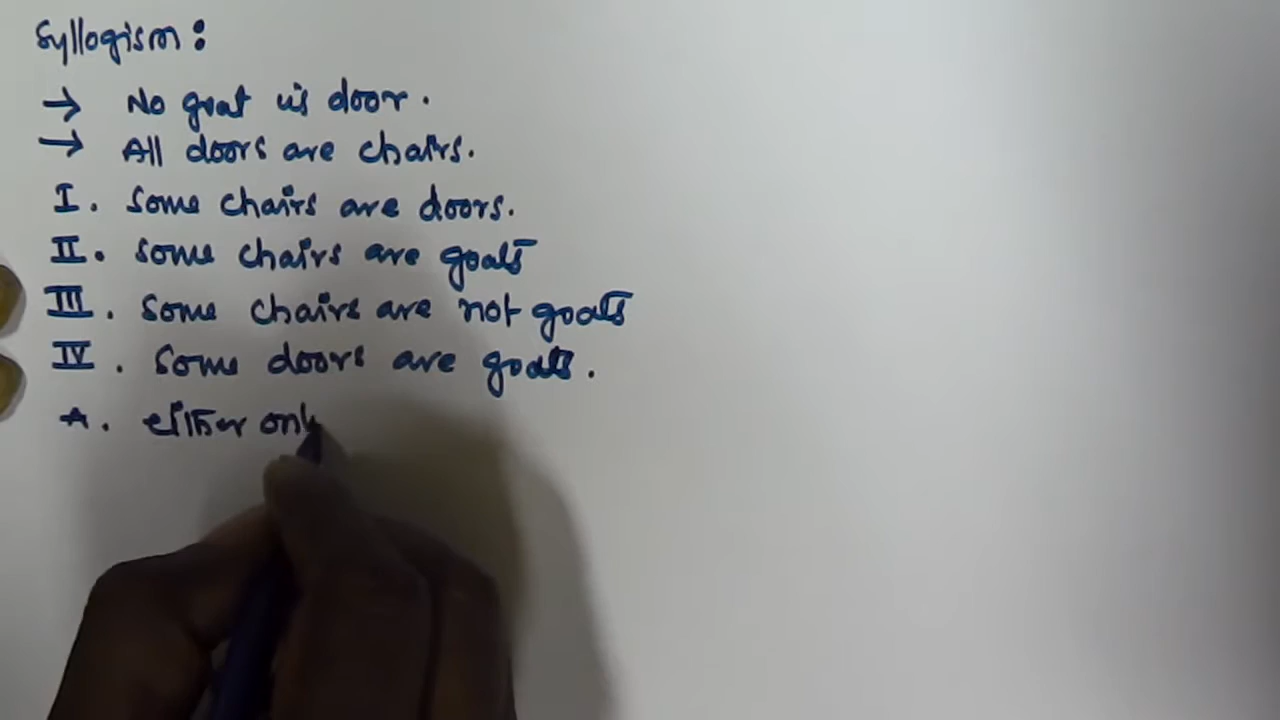 Syllogism:
→ No goat is door.
→ All doors are chairs.
I. Some chairs are doors.
II. Some chairs are goats
III. Some chairs are not goats
IV. Some doors are goats.
A. either